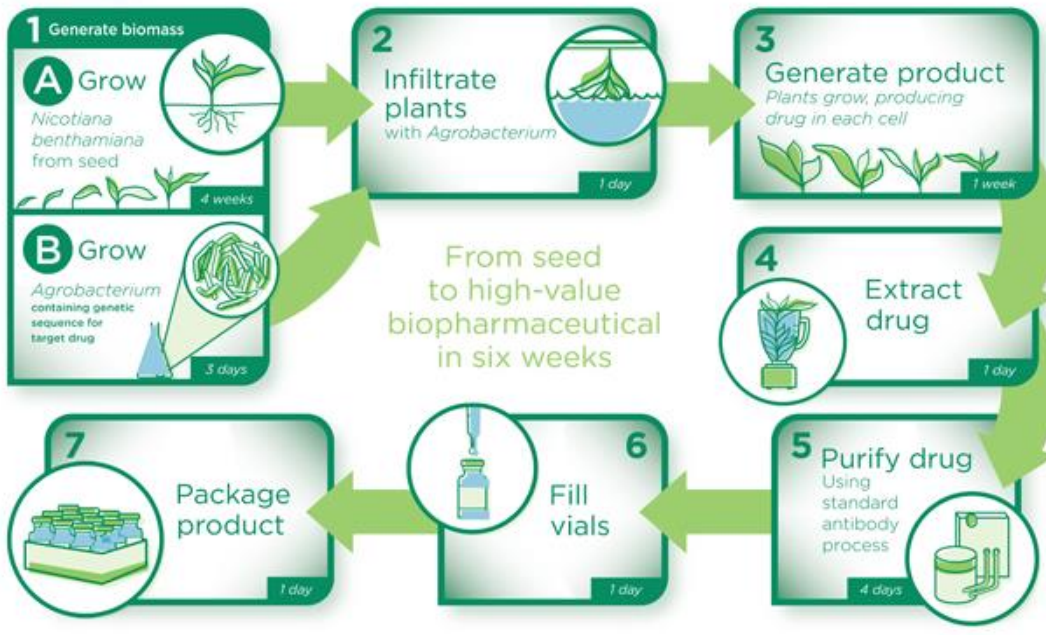 1 Generate biomass
A Grow
Nicotiana
benthamiana
from seed
4 weeks
B Grow
Agrobacterium
containing genetic
sequence for
target drug
3 days
2
Infiltrate
plants
with Agrobacterium
1 day
3
Generate product
Plants grow, producing
drug in each cell
1 week
From seed
to high-value
biopharmaceutical
in six weeks
4
Extract
drug
1 day
5
Purify drug
Using
standard
antibody
process
4 days
6
Fill
vials
1 day
7
Package
product
1 day